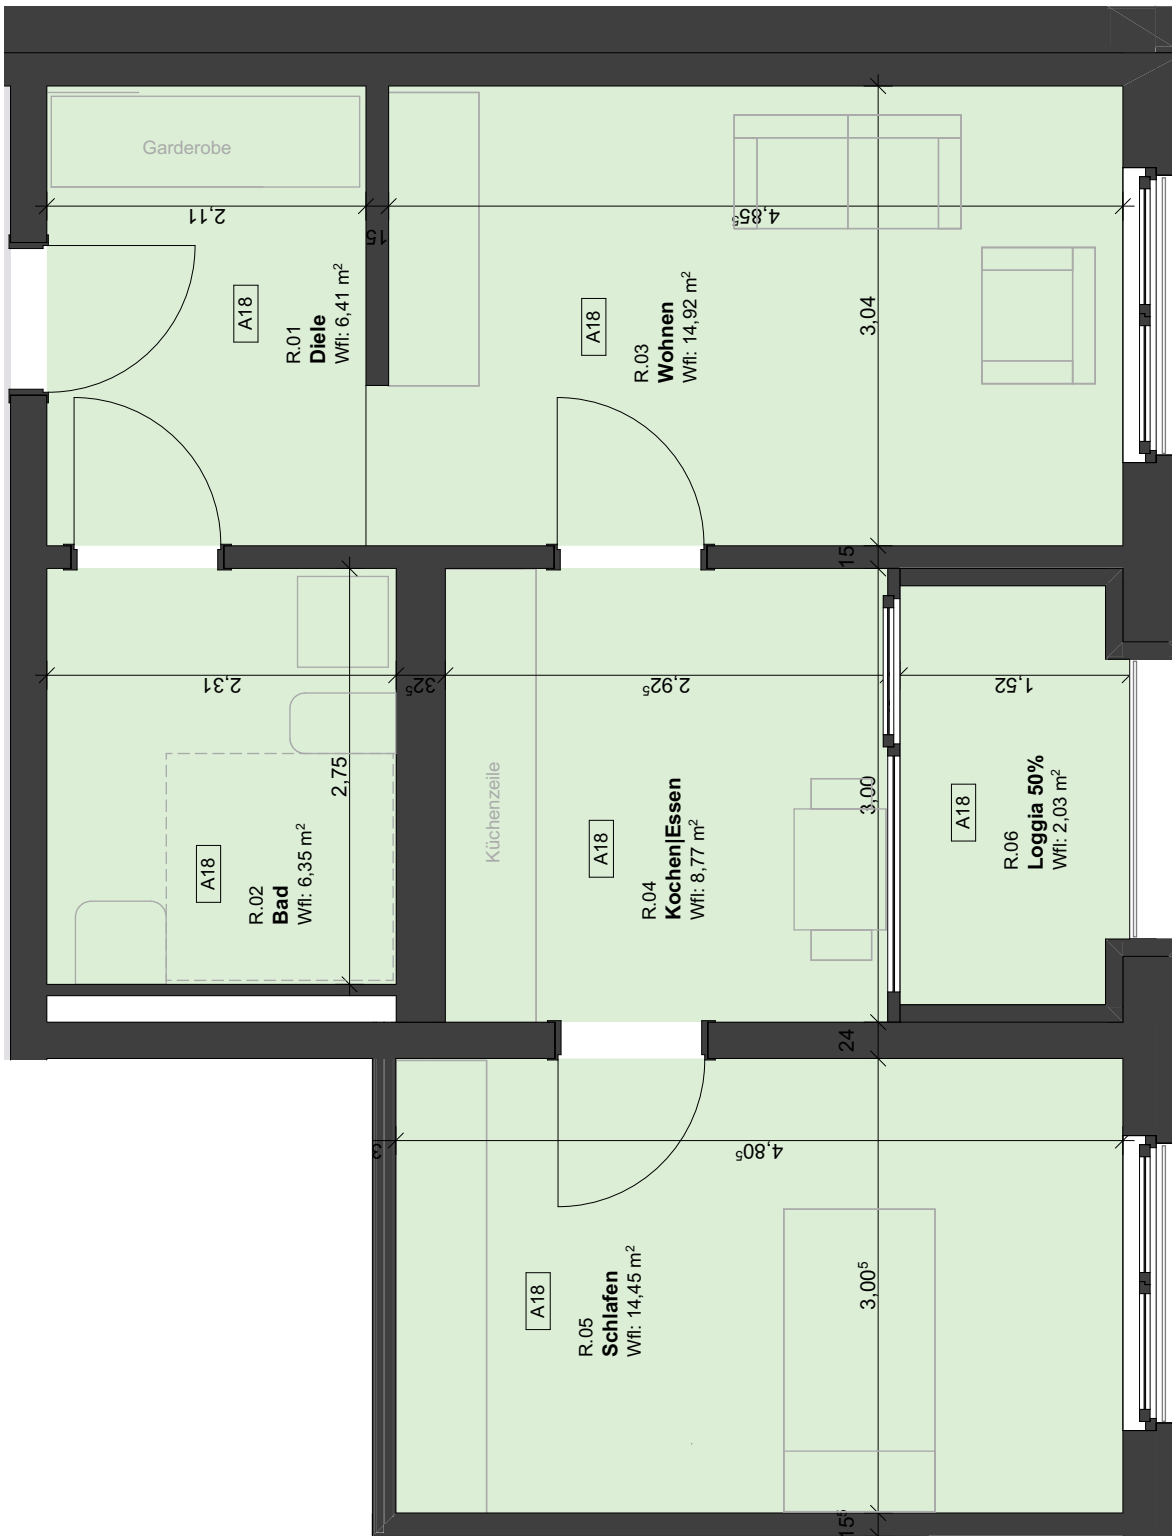 Garderobe
2,11
15
4,85⁵
A18
R.01
Diele
Wfl: 6,41 m²
A18
R.03
Wohnen
Wfl: 14,92 m²
3,04
15
2,31
32⁵
2,92⁵
1,52
2,75
A18
R.02
Bad
Wfl: 6,35 m²
Küchenzeile
A18
R.04
Kochen|Essen
Wfl: 8,77 m²
3,00
A18
R.06
Loggia 50%
Wfl: 2,03 m²
24
4,80⁵
A18
R.05
Schlafen
Wfl: 14,45 m²
3,00⁵
15⁵